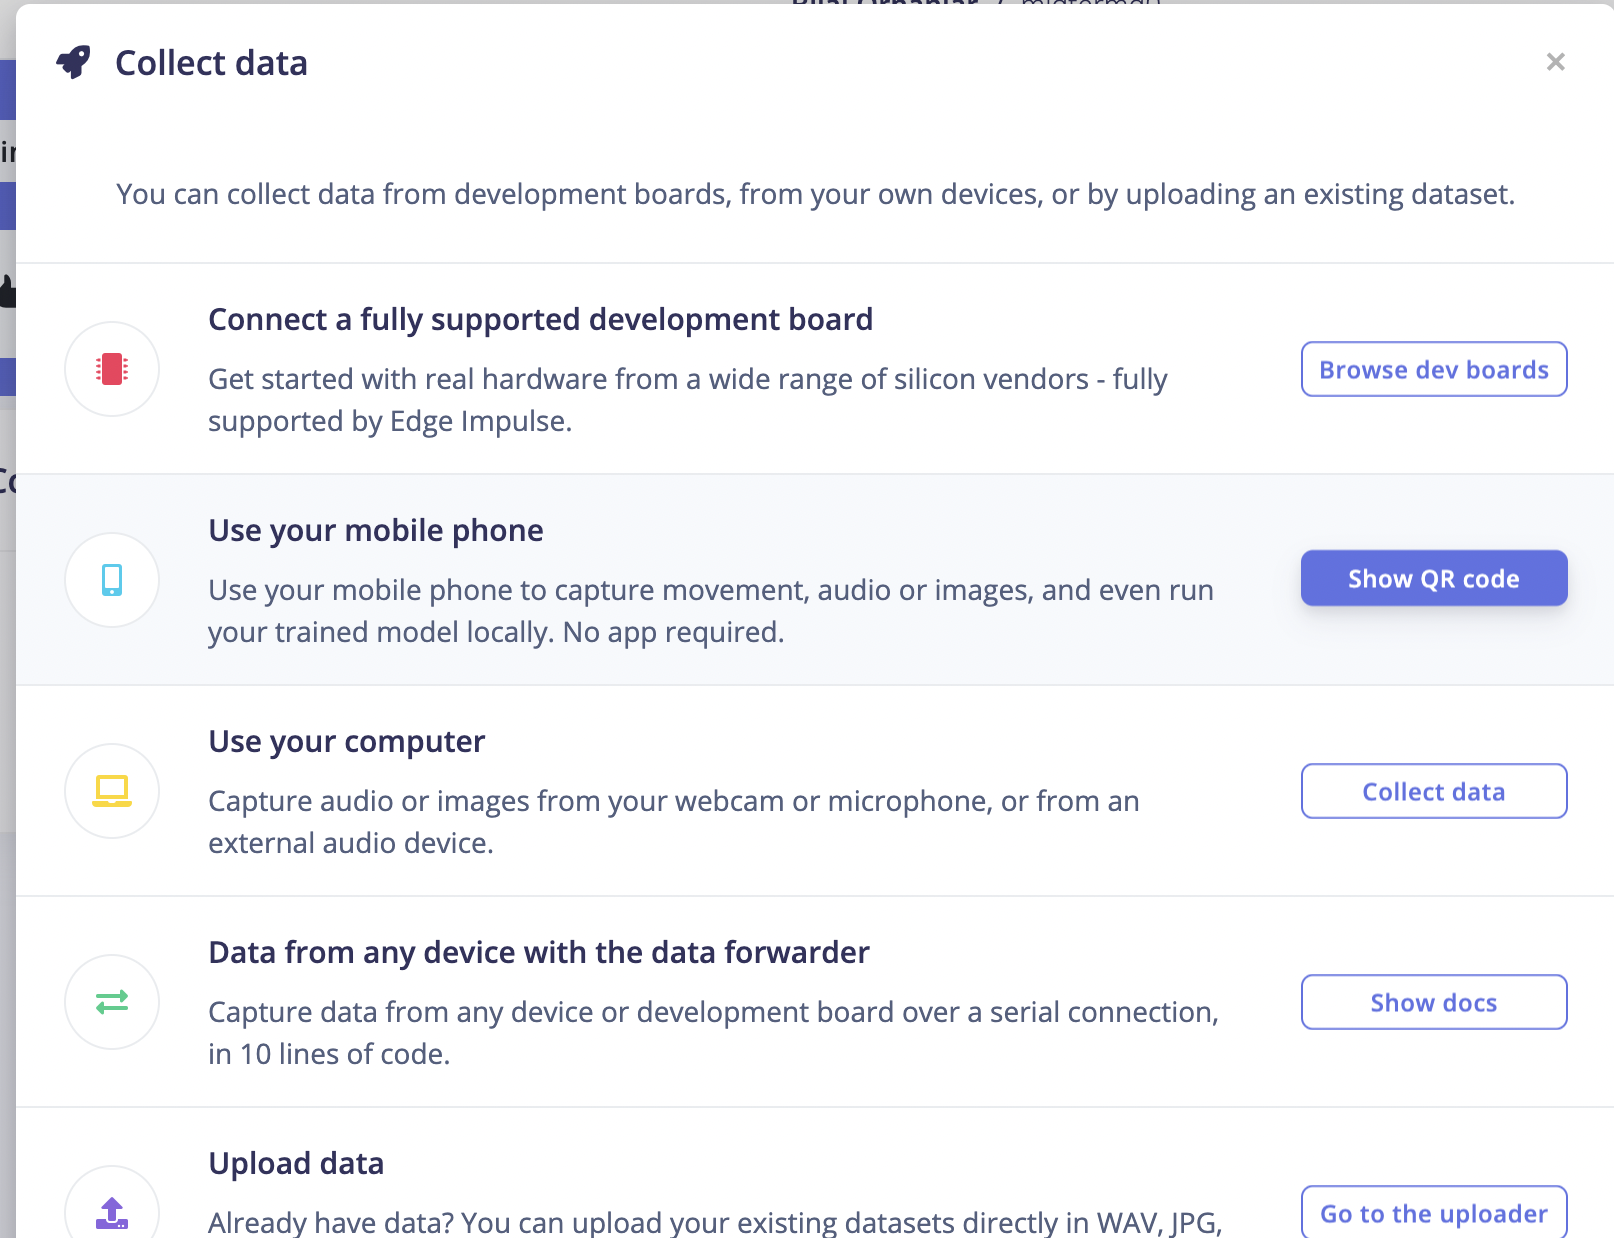 Collect data
You can collect data from development boards, from your own devices, or by uploading an existing dataset.
Connect a fully supported development board
Get started with real hardware from a wide range of silicon vendors - fully
supported by Edge Impulse.
Browse dev boards
Use your mobile phone
Use your mobile phone to capture movement, audio or images, and even run
your trained model locally. No app required.
Show QR code
Use your computer
Capture audio or images from your webcam or microphone, or from an
external audio device.
Collect data
Data from any device with the data forwarder
Capture data from any device or development board over a serial connection,
in 10 lines of code.
Show docs
Upload data
Already have data? You can upload your existing datasets directly in WAV, JPG,
Go to the uploader